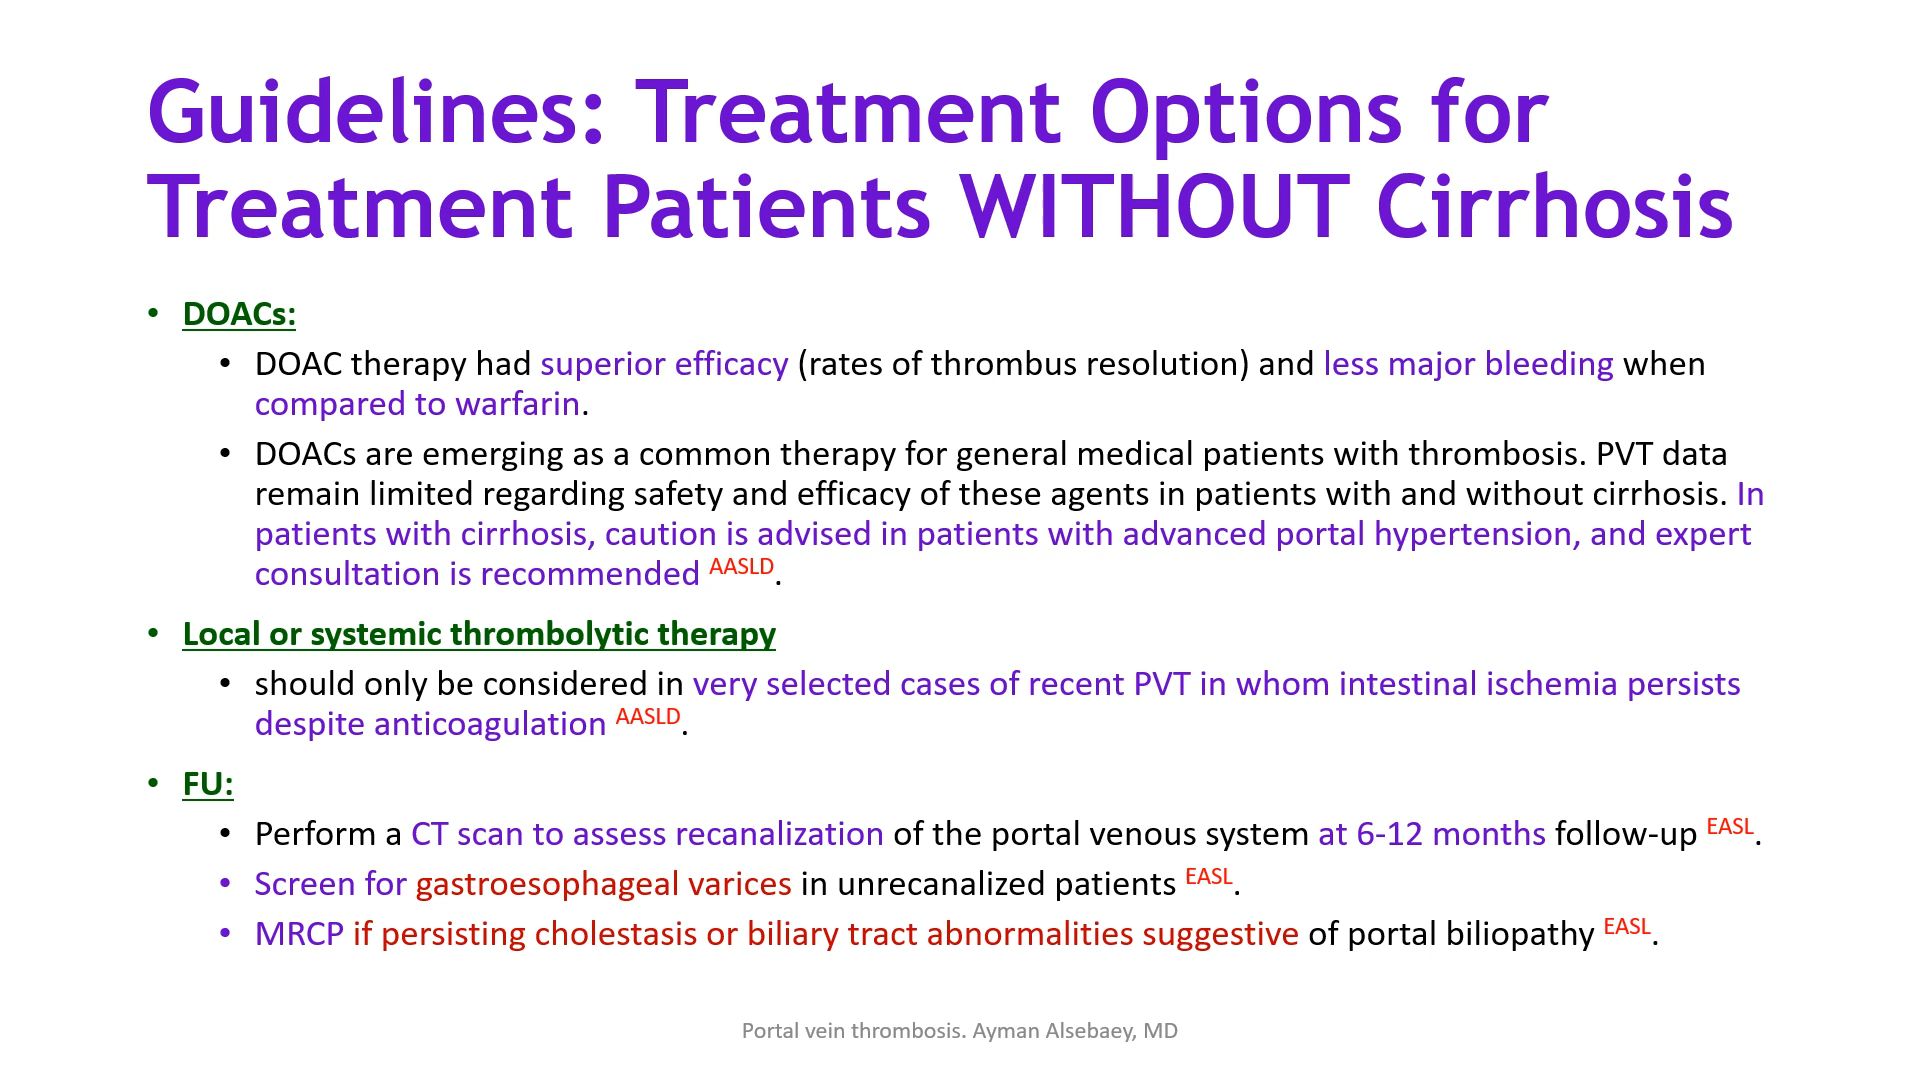 Guidelines: Treatment Options for
Treatment Patients WITHOUT Cirrhosis
• DOACs:
• DOAC therapy had superior efficacy (rates of thrombus resolution) and less major bleeding when
compared to warfarin.
• DOACs are emerging as a common therapy for general medical patients with thrombosis. PVT data
remain limited regarding safety and efficacy of these agents in patients with and without cirrhosis. In
patients with cirrhosis, caution is advised in patients with advanced portal hypertension, and expert
consultation is recommended AASLD.
• Local or systemic thrombolytic therapy
• should only be considered in very selected cases of recent PVT in whom intestinal ischemia persists
despite anticoagulation AASLD.
• FU:
• Perform a CT scan to assess recanalization of the portal venous system at 6-12 months follow-up EASL.
• Screen for gastroesophageal varices in unrecanalized patients EASL.
• MRCP if persisting cholestasis or biliary tract abnormalities suggestive of portal biliopathy EASL.
Portal vein thrombosis. Ayman Alsebaey, MD